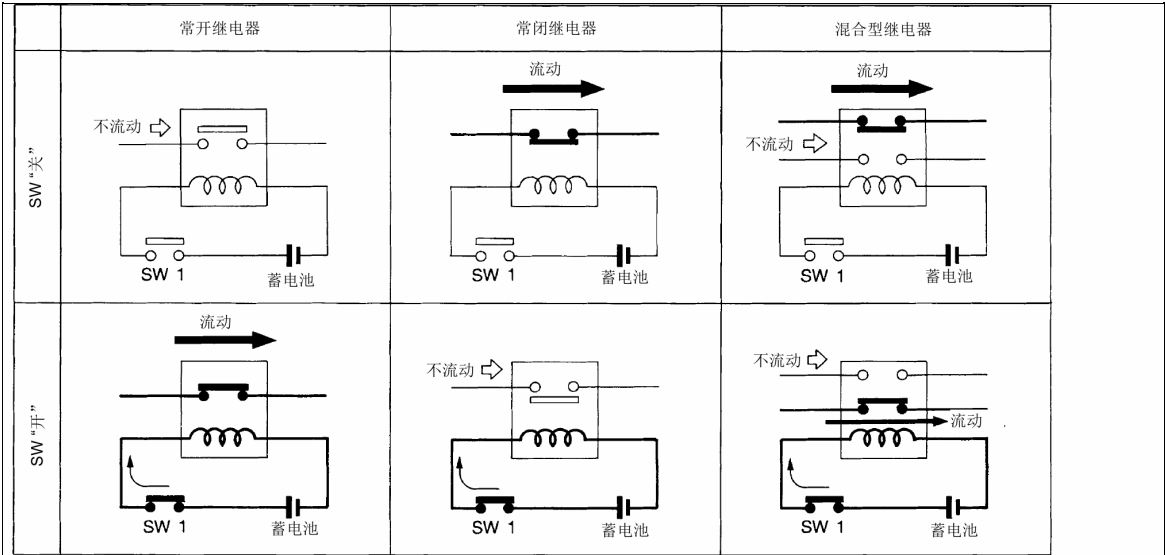 常开继电器
常闭继电器
混合型继电器
SW“关”
不流动
SW 1
蓄电池
流动
SW 1
蓄电池
流动
不流动
SW 1
蓄电池
SW“开”
流动
SW 1
蓄电池
不流动
SW 1
蓄电池
不流动
流动
SW 1
蓄电池